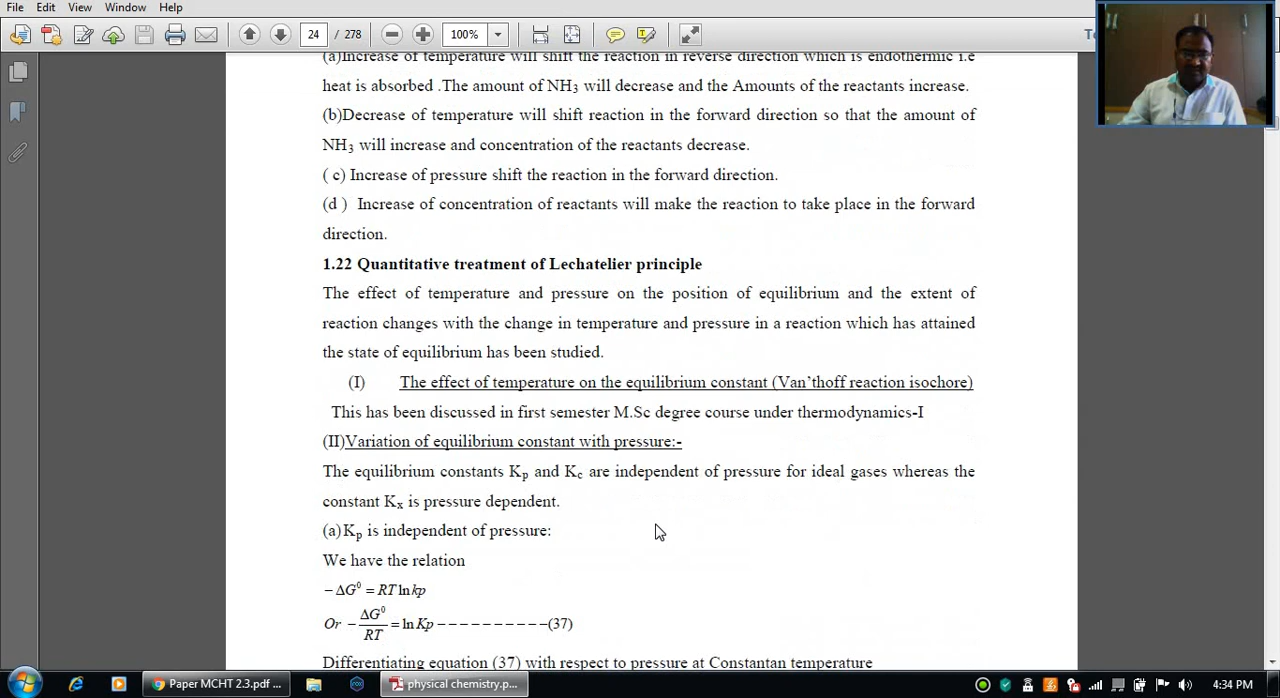 File Edit View Window Help
24 / 278 100%
(a)Increase of temperature will shift the reaction in reverse direction which is endothermic i.e
heat is absorbed .The amount of NH3 will decrease and the Amounts of the reactants increase.
(b)Decrease of temperature will shift reaction in the forward direction so that the amount of
NH3 will increase and concentration of the reactants decrease.
( c) Increase of pressure shift the reaction in the forward direction.
(d ) Increase of concentration of reactants will make the reaction to take place in the forward
direction.
1.22 Quantitative treatment of Lechatelier principle
The effect of temperature and pressure on the position of equilibrium and the extent of
reaction changes with the change in temperature and pressure in a reaction which has attained
the state of equilibrium has been studied.
(I) The effect of temperature on the equilibrium constant (Van'thoff reaction isochore)
This has been discussed in first semester M.Sc degree course under thermodynamics-I
(II)Variation of equilibrium constant with pressure:-
The equilibrium constants Kp and Kc are independent of pressure for ideal gases whereas the
constant Kx is pressure dependent.
(a)Kp is independent of pressure:
We have the relation
−ΔG⁰ = RT ln kp
Or −ΔG⁰/RT = ln Kp −−−−−−−−−−(37)
Differentiating equation (37) with respect to pressure at Constantan temperature
Paper MCHT 2.3.pdf ... physical chemistry.p... 4:34 PM